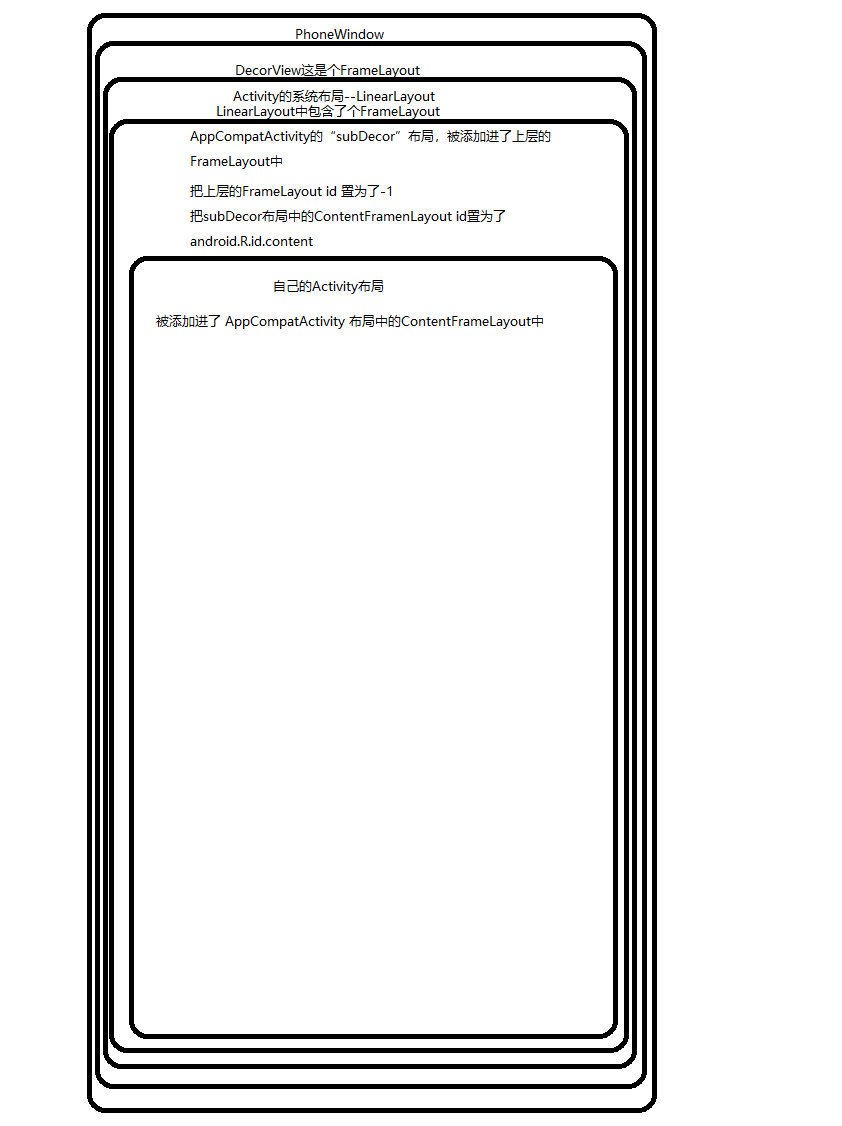 PhoneWindow
DecorView这是个FrameLayout
Activity的系统布局--LinearLayout
LinearLayout中包含了个FrameLayout
AppCompatActivity的“subDecor”布局，被添加进了上层的
FrameLayout中
把上层的FrameLayout id 置为了-1
把subDecor布局中的ContentFramenLayout id置为了
android.R.id.content
自己的Activity布局
被添加进了 AppCompatActivity 布局中的ContentFrameLayout中